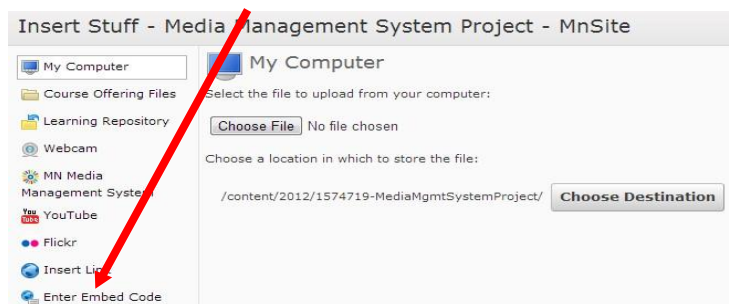 Insert Stuff - Media Management System Project - MnSite
My Computer
Course Offering Files
Learning Repository
Webcam
MN Media
Management System
You Tube YouTube
Flickr
Insert Link
Enter Embed Code
My Computer
Select the file to upload from your computer:
Choose File No file chosen
Choose a location in which to store the file:
/content/2012/1574719-MediaMgmtSystemProject/ Choose Destination